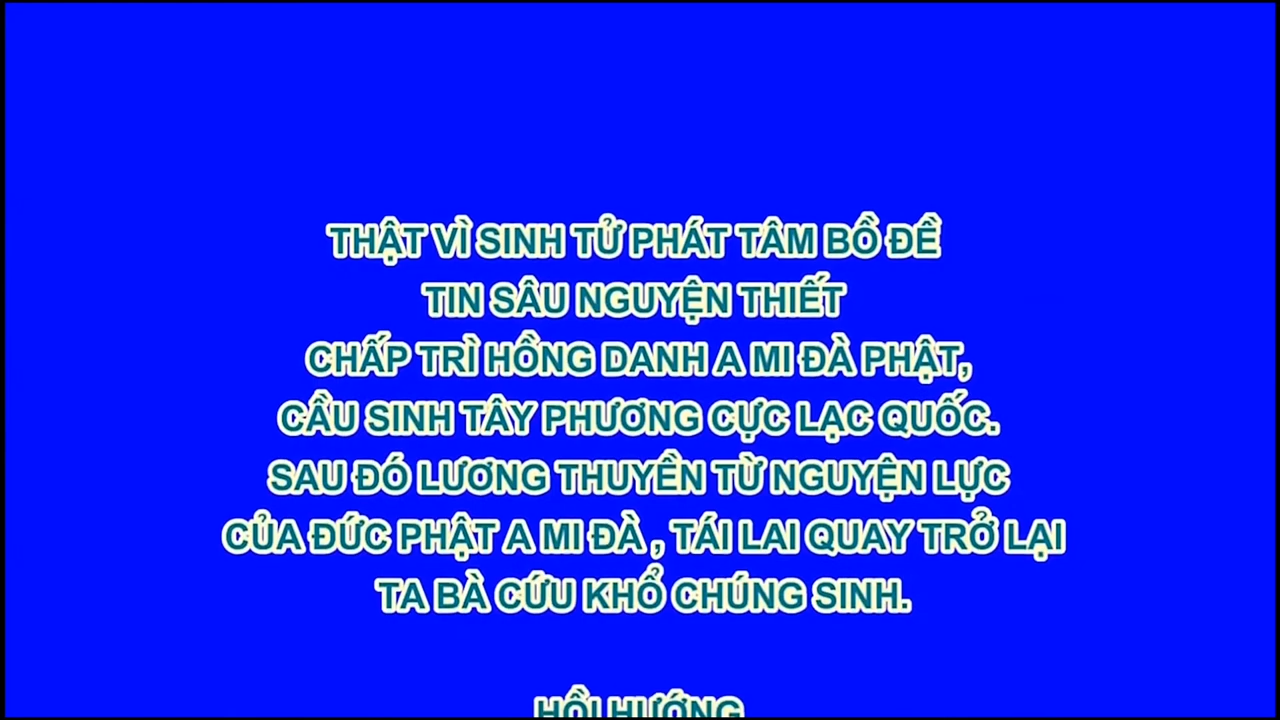 THẬT VÌ SINH TỬ PHÁT TÂM BỒ ĐỀ
TIN SÂU NGUYỆN THIẾT
CHẤP TRÌ HỒNG DANH A MI ĐÀ PHẬT,
CẦU SINH TÂY PHƯƠNG CỰC LẠC QUỐC.
SAU ĐÓ LƯƠNG THUYỀN TỪ NGUYỆN LỰC
CỦA ĐỨC PHẬT A MI ĐÀ , TÁI LAI QUAY TRỞ LẠI
TA BÀ CỨU KHỔ CHÚNG SINH.
HỒI HƯỚNG